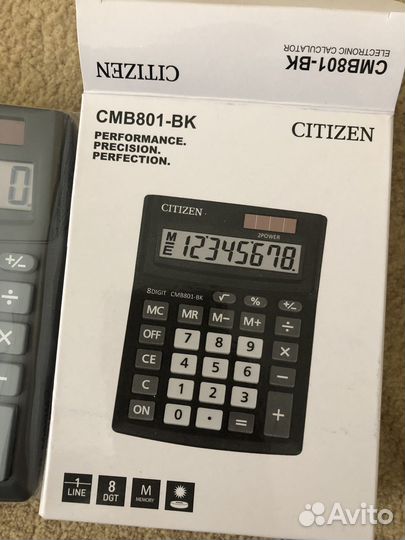 CITIZEN
CMB801-BK
ELECTRONIC CALCULATOR
CMB801-BK
CITIZEN
PERFORMANCE.
PRECISION.
PERFECTION.
CITIZEN
2POWER
M
E
12345678.
8DIGIT CMB801-BK √ % +/−
MC MR M− M+ ÷
OFF 7 8 9 ×
CE 4 5 6 −
C 1 2 3 +
ON 0 · =
0
+/−
÷
×
−
1 LINE
8 DGT
M MEMORY
Avito